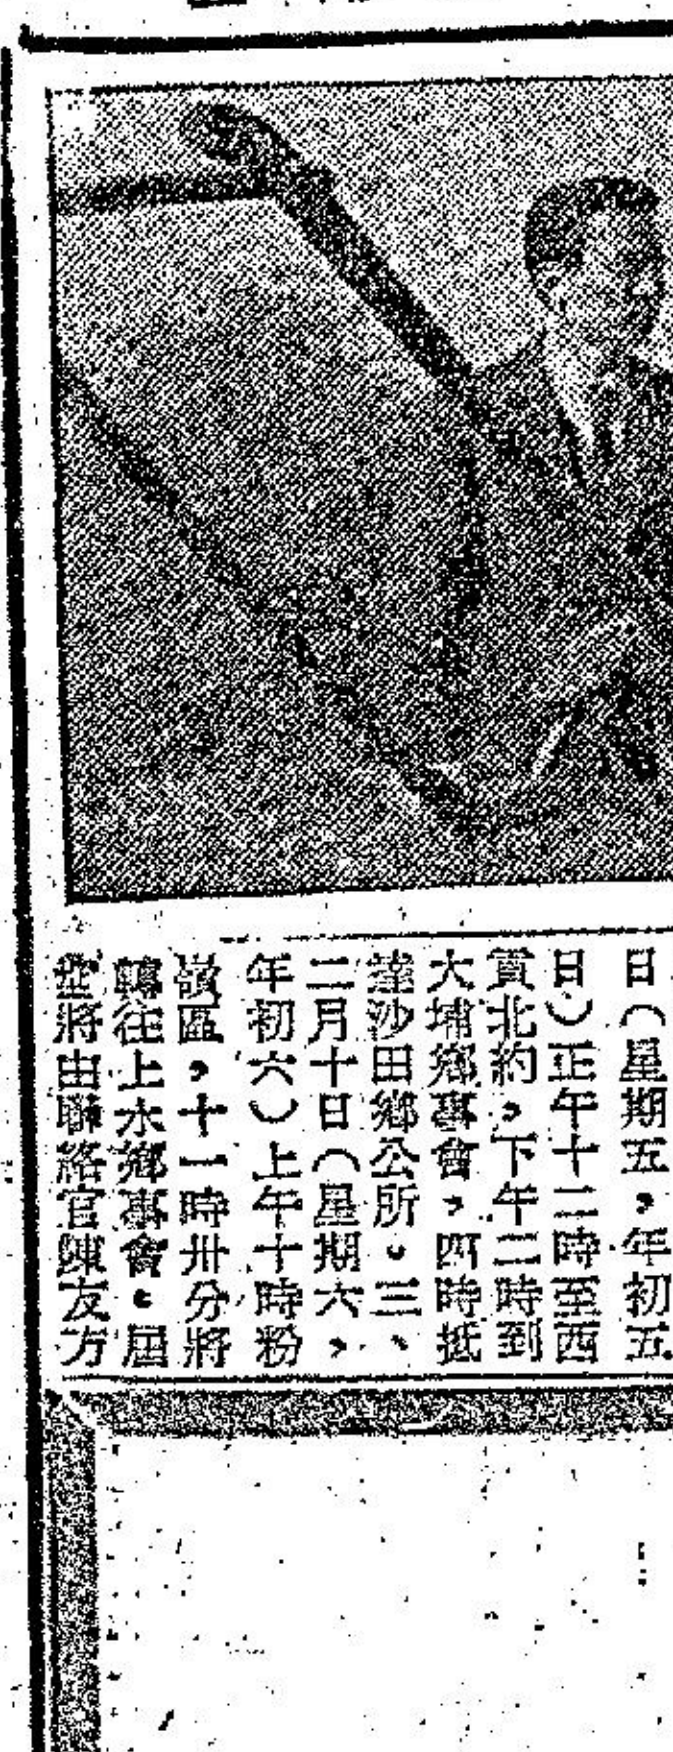 日（星期五，年初五
日）正午十二時至西
貢北約，下午二時到
大埔鄉事會，四時抵
達沙田鄉公所。三、
二月十日（星期六，
年初六）上午十時粉
嶺區，十一時卅分將
轉往上水鄉事會。屆
將由聯絡官陳友方